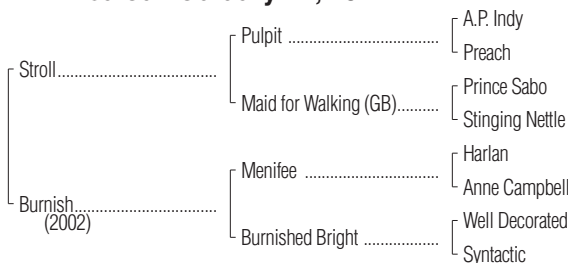 A.P. Indy
Pulpit ......................................
Preach
Stroll........................................
Prince Sabo
Maid for Walking (GB)..........
Stinging Nettle
Harlan
Menifee ..................................
Anne Campbell
Burnish....................................
(2002)
Well Decorated
Burnished Bright ...................
Syntactic